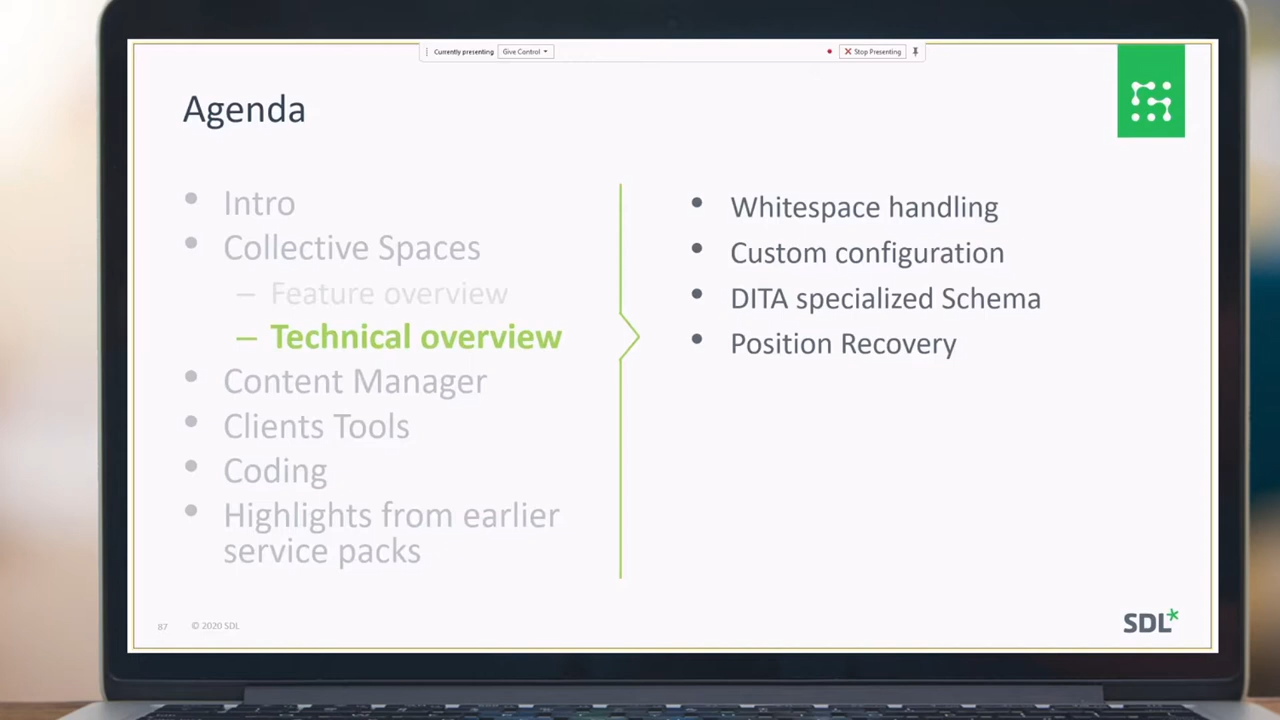 Currently presenting Give Control Stop Presenting
Agenda
Intro
Collective Spaces
– Feature overview
– Technical overview
Content Manager
Clients Tools
Coding
Highlights from earlier
service packs
Whitespace handling
Custom configuration
DITA specialized Schema
Position Recovery
87 © 2020 SDL
SDL*